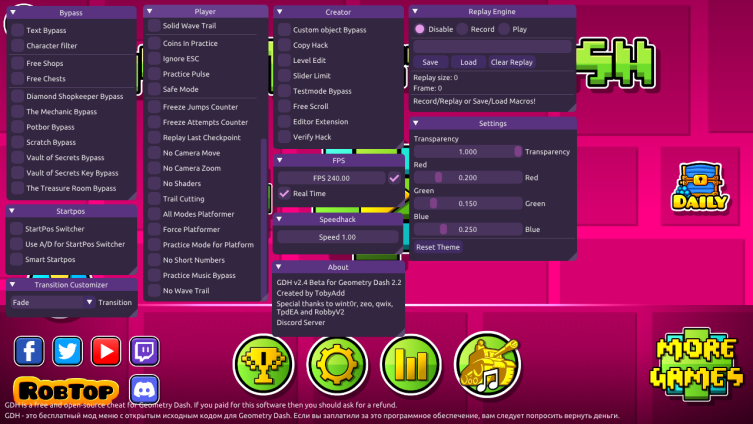 Bypass
Text Bypass
Character filter
Free Shops
Free Chests
Diamond Shopkeeper Bypass
The Mechanic Bypass
Potbor Bypass
Scratch Bypass
Vault of Secrets Bypass
Vault of Secrets Key Bypass
The Treasure Room Bypass
Startpos
StartPos Switcher
Use A/D for StartPos Switcher
Smart Startpos
Transition Customizer
Fade
Transition
Player
Solid Wave Trail
Coins In Practice
Ignore ESC
Practice Pulse
Safe Mode
Freeze Jumps Counter
Freeze Attempts Counter
Replay Last Checkpoint
No Camera Move
No Camera Zoom
No Shaders
Trail Cutting
All Modes Platformer
Force Platformer
Practice Mode for Platform
No Short Numbers
Practice Music Bypass
No Wave Trail
Creator
Custom object Bypass
Copy Hack
Level Edit
Slider Limit
Testmode Bypass
Free Scroll
Editor Extension
Verify Hack
FPS
FPS 240.00
Real Time
Speedhack
Speed 1.00
About
GDH v2.4 Beta for Geometry Dash 2.2
Created by TobyAdd
Special thanks to wint0r, zeo, qwix,
TpdEA and RobbyV2
Discord Server
Replay Engine
Disable Record Play
Save Load Clear Replay
Replay size: 0
Frame: 0
Record/Replay or Save/Load Macros!
Settings
Transparency
1.000 Transparency
Red
0.200 Red
Green
0.150 Green
Blue
0.250 Blue
Reset Theme
SH
DAILY
MORE
GAMES
ROBTOP
GDH is a free and open-source cheat for Geometry Dash. If you paid for this software then you should ask for a refund.
GDH - это бесплатный мод меню с открытым исходным кодом для Geometry Dash. Если вы заплатили за это программное обеспечение, вам следует попросить вернуть деньги.